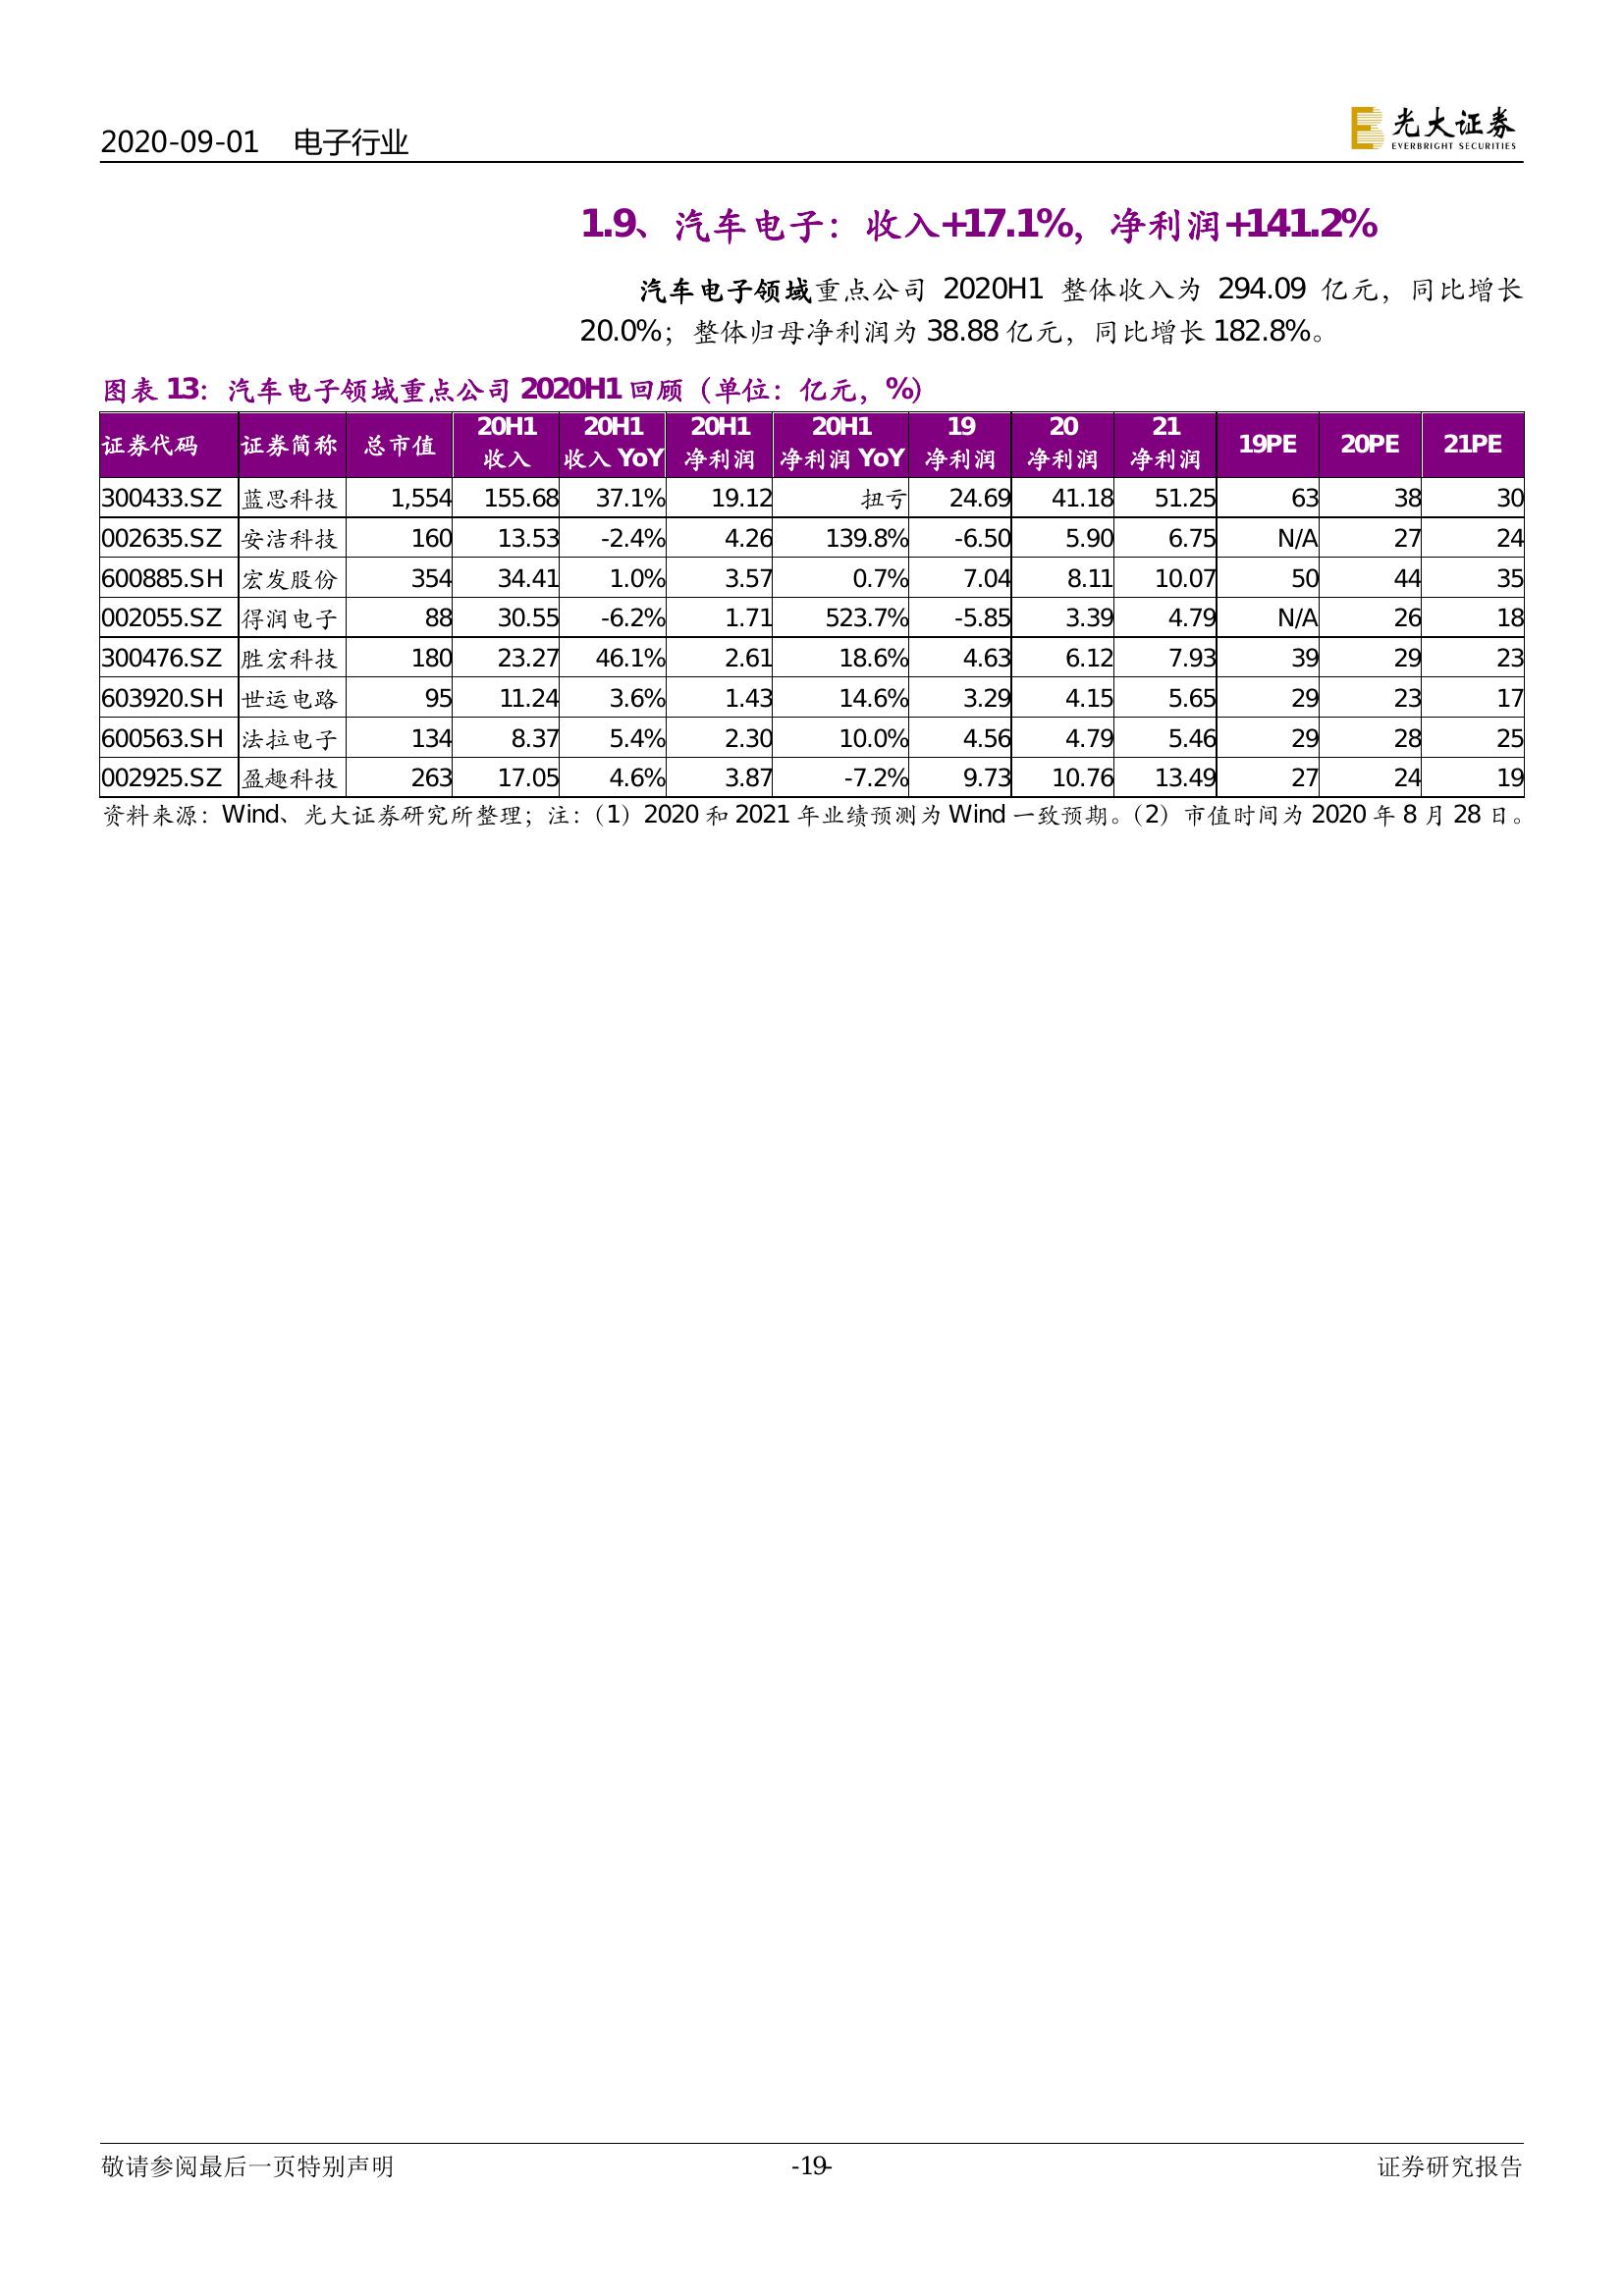 2020-09-01 电子行业
光大证券
EVERBRIGHT SECURITIES
1.9、汽车电子：收入+17.1%，净利润+141.2%
汽车电子领域重点公司 2020H1 整体收入为 294.09 亿元，同比增长
20.0%；整体归母净利润为 38.88 亿元，同比增长 182.8%。
图表 13：汽车电子领域重点公司 2020H1 回顾（单位：亿元，%）
证券代码 证券简称 总市值 20H1 收入 20H1 收入 YoY 20H1 净利润 20H1 净利润 YoY 19 净利润 20 净利润 21 净利润 19PE 20PE 21PE
300433.SZ 蓝思科技 1,554 155.68 37.1% 19.12 扭亏 24.69 41.18 51.25 63 38 30
002635.SZ 安洁科技 160 13.53 -2.4% 4.26 139.8% -6.50 5.90 6.75 N/A 27 24
600885.SH 宏发股份 354 34.41 1.0% 3.57 0.7% 7.04 8.11 10.07 50 44 35
002055.SZ 得润电子 88 30.55 -6.2% 1.71 523.7% -5.85 3.39 4.79 N/A 26 18
300476.SZ 胜宏科技 180 23.27 46.1% 2.61 18.6% 4.63 6.12 7.93 39 29 23
603920.SH 世运电路 95 11.24 3.6% 1.43 14.6% 3.29 4.15 5.65 29 23 17
600563.SH 法拉电子 134 8.37 5.4% 2.30 10.0% 4.56 4.79 5.46 29 28 25
002925.SZ 盈趣科技 263 17.05 4.6% 3.87 -7.2% 9.73 10.76 13.49 27 24 19
资料来源：Wind、光大证券研究所整理；注：（1）2020 和 2021 年业绩预测为 Wind 一致预期。（2）市值时间为 2020 年 8 月 28 日。
敬请参阅最后一页特别声明 -19- 证券研究报告